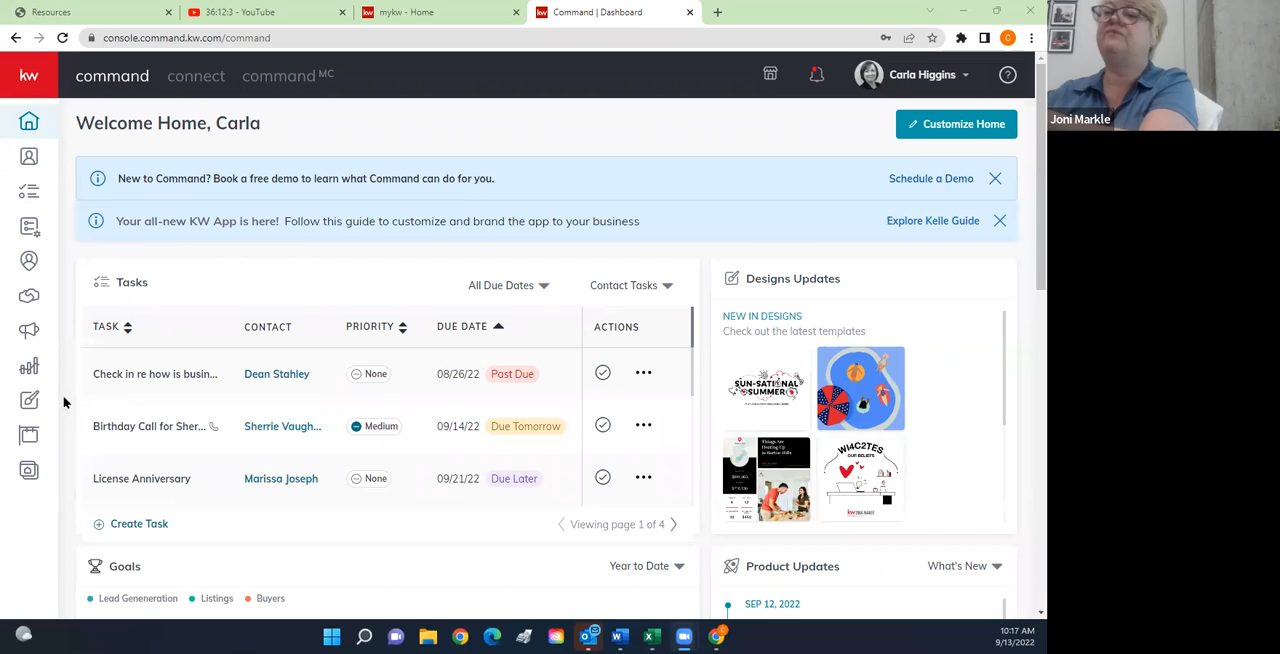 Resources
36:12:3 - YouTube
mykw - Home
Command | Dashboard
console.command.kw.com/command
C
kw
command
connect
command MC
Carla Higgins
Joni Markle
Welcome Home, Carla
Customize Home
New to Command? Book a free demo to learn what Command can do for you.
Schedule a Demo
Your all-new KW App is here! Follow this guide to customize and brand the app to your business
Explore Kelle Guide
Tasks
All Due Dates
Contact Tasks
TASK
CONTACT
PRIORITY
DUE DATE
ACTIONS
Check in re how is busin...
Dean Stahley
None
08/26/22
Past Due
Birthday Call for Sher...
Sherrie Vaugh...
Medium
09/14/22
Due Tomorrow
License Anniversary
Marissa Joseph
None
09/21/22
Due Later
Create Task
Viewing page 1 of 4
Designs Updates
NEW IN DESIGNS
Check out the latest templates
SUN-SATIONAL
SUMMER
WI4C2TES
OUR BELIEFS
Goals
Year to Date
Lead Geneneration
Listings
Buyers
Product Updates
What's New
SEP 12, 2022
10:17 AM
9/13/2022